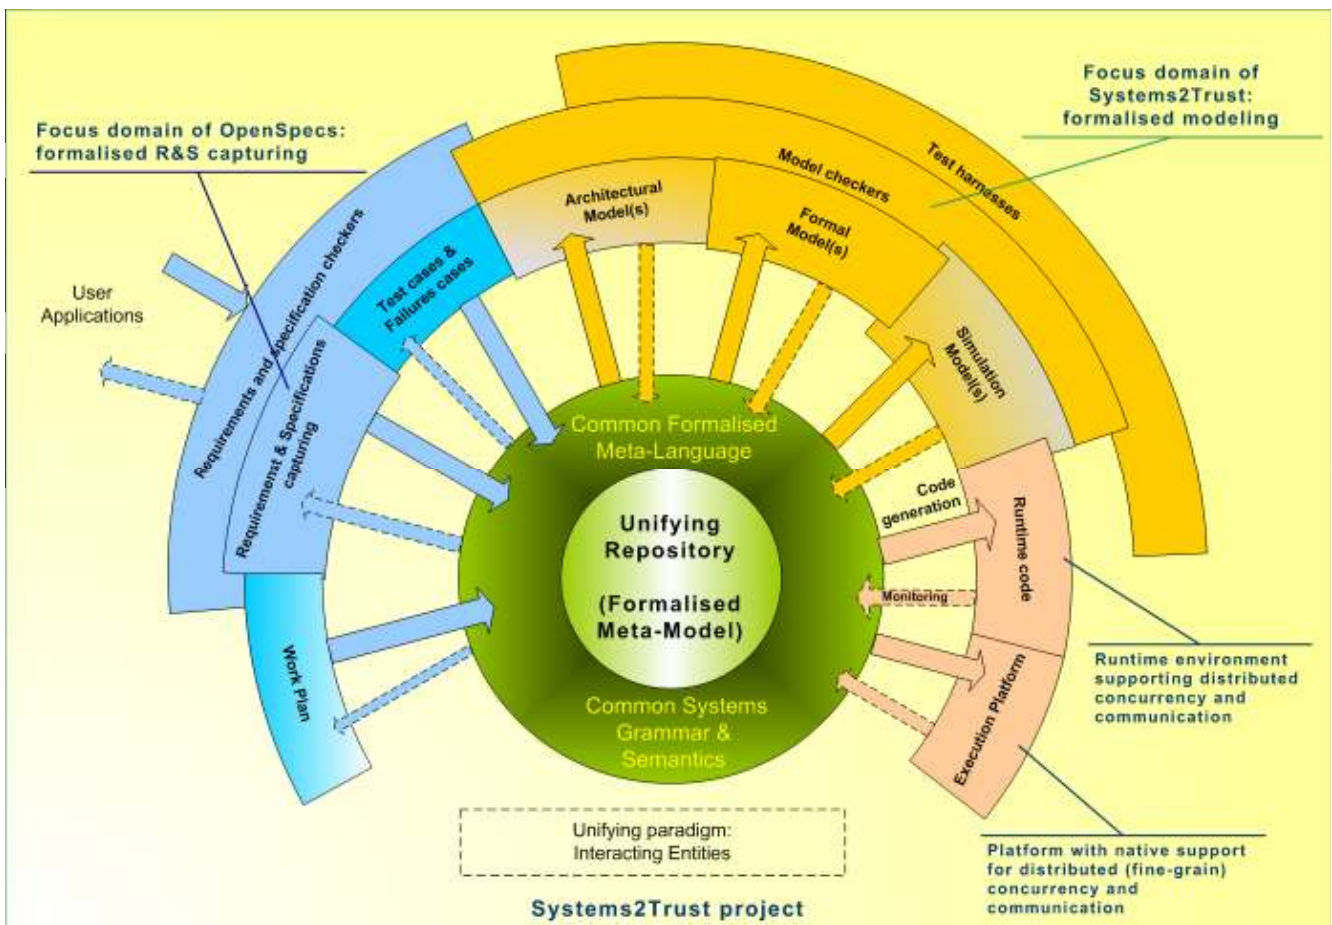 Focus domain of OpenSpecs:
formalised R&S capturing
Focus domain of
Systems2Trust:
formalised modeling
User
Applications
Requirements and specification checkers
Requiremenst & Specifications
capturing
Test cases &
Failures cases
Work Plan
Architectural
Model(s)
Formal
Model(s)
Model checkers
Test harnesses
Simulation
Model(s)
Common Formalised
Meta-Language
Unifying
Repository
(Formalised
Meta-Model)
Common Systems
Grammar &
Semantics
Code
generation
Monitoring
Runtime code
Execution Platform
Runtime environment
supporting distributed
concurrency and
communication
Platform with native support
for distributed (fine-grain)
concurrency and
communication
Unifying paradigm:
Interacting Entities
Systems2Trust project